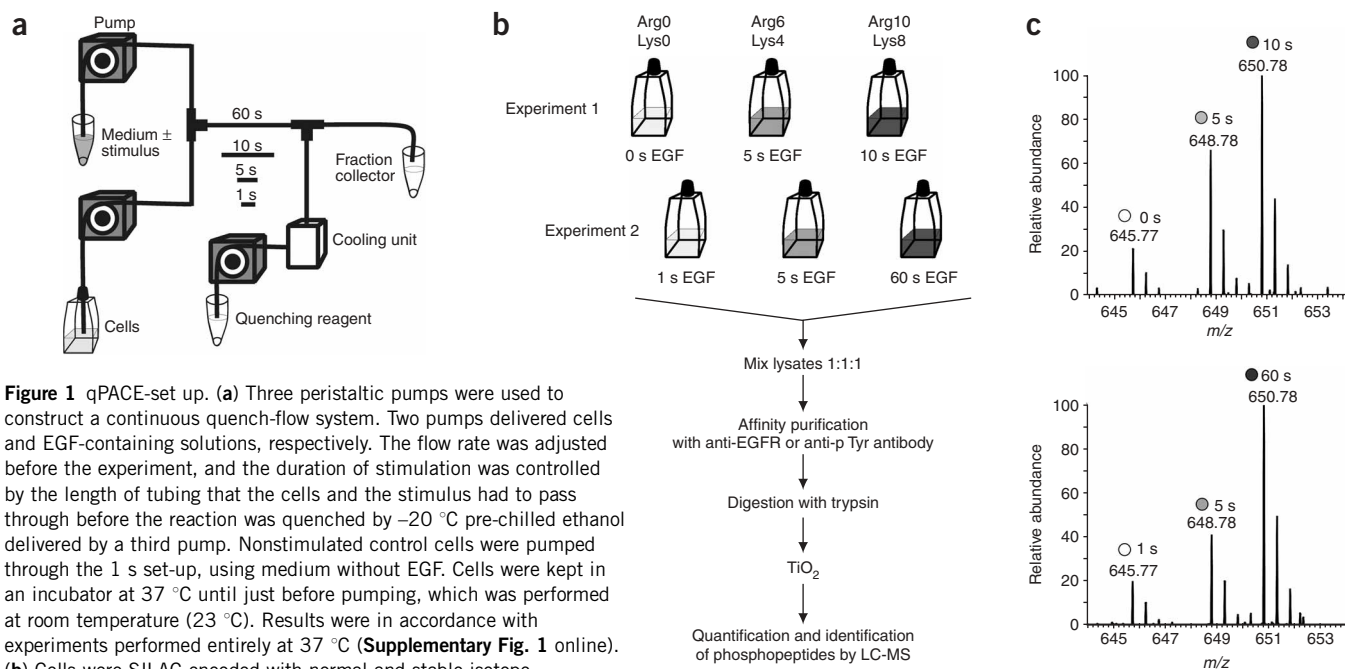 a
Pump
Medium ±
stimulus
60 s
10 s
5 s
1 s
Fraction
collector
Cooling unit
Quenching reagent
Cells
b
Arg0 Arg6 Arg10
Lys0 Lys4 Lys8
Experiment 1
0 s EGF 5 s EGF 10 s EGF
Experiment 2
1 s EGF 5 s EGF 60 s EGF
Mix lysates 1:1:1
Affinity purification
with anti-EGFR or anti-p Tyr antibody
Digestion with trypsin
TiO2
Quantification and identification
of phosphopeptides by LC-MS
c
10 s
650.78
5 s
648.78
0 s
645.77
Relative abundance
100
80
60
40
20
0
645 647 649 651 653
m/z
60 s
650.78
5 s
648.78
1 s
645.77
Relative abundance
100
80
60
40
20
0
645 647 649 651 653
m/z
Figure 1 qPACE-set up. (a) Three peristaltic pumps were used to
construct a continuous quench-flow system. Two pumps delivered cells
and EGF-containing solutions, respectively. The flow rate was adjusted
before the experiment, and the duration of stimulation was controlled
by the length of tubing that the cells and the stimulus had to pass
through before the reaction was quenched by –20 °C pre-chilled ethanol
delivered by a third pump. Nonstimulated control cells were pumped
through the 1 s set-up, using medium without EGF. Cells were kept in
an incubator at 37 °C until just before pumping, which was performed
at room temperature (23 °C). Results were in accordance with
experiments performed entirely at 37 °C (Supplementary Fig. 1 online).
(b) Cells were SILAC encoded with normal and stable isotope